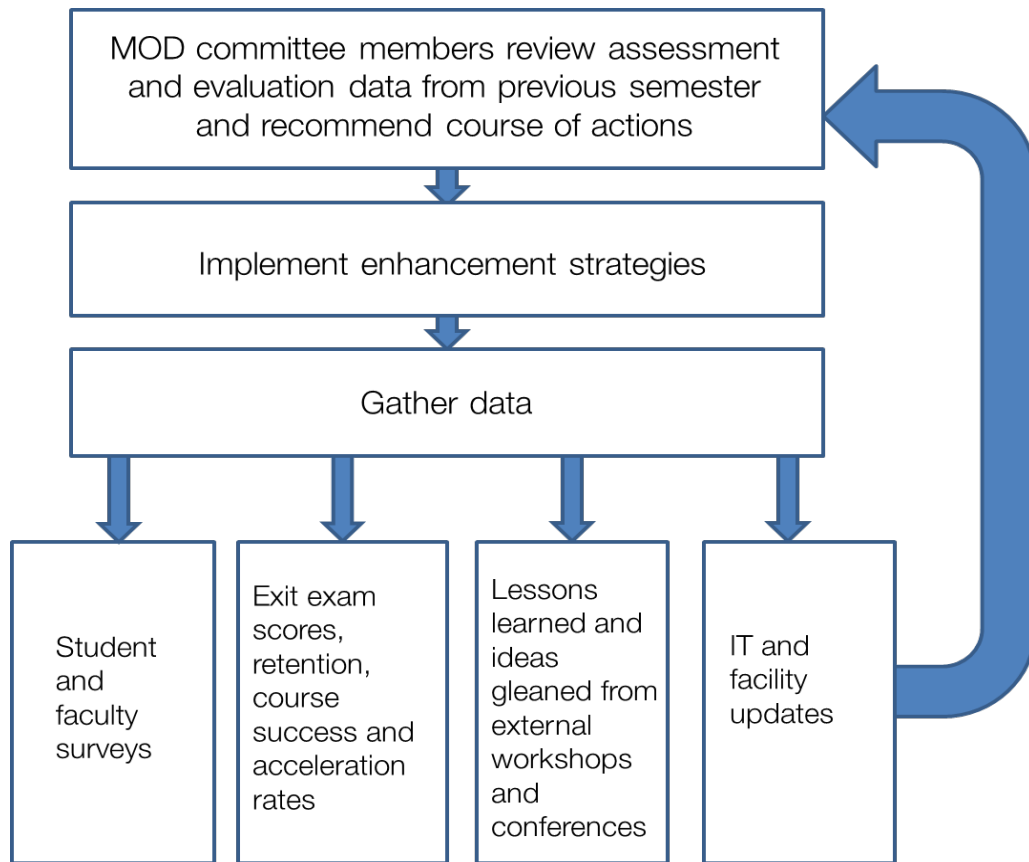 MOD committee members review assessment
and evaluation data from previous semester
and recommend course of actions
Implement enhancement strategies
Gather data
Student
and
faculty
surveys
Exit exam
scores,
retention,
course
success and
acceleration
rates
Lessons
learned and
ideas
gleaned from
external
workshops
and
conferences
IT and
facility
updates